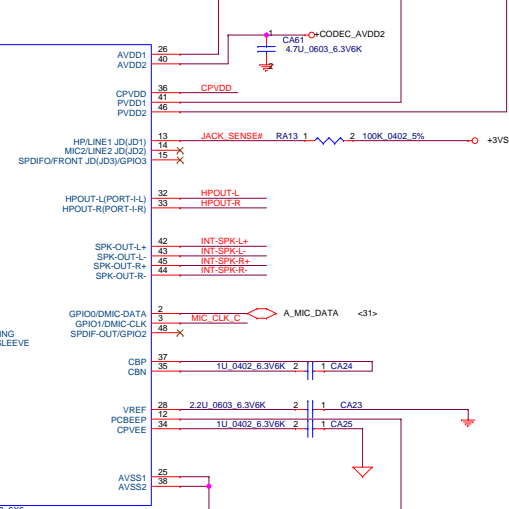 1 +CODEC_AVDD2
CA61
AVDD1 26 4.7U_0603_6.3V6K
AVDD2 40
2
CPVDD 36 CPVDD
PVDD1 41
PVDD2 46
HP/LINE1 JD(JD1) 13 JACK_SENSE# RA13 1 2 100K_0402_5% +3VS
MIC2/LINE2 JD(JD2) 14
SPDIFO/FRONT JD(JD3)/GPIO3 15
HPOUT-L(PORT-I-L) 32 HPOUT-L
HPOUT-R(PORT-I-R) 33 HPOUT-R
SPK-OUT-L+ 42 INT-SPK-L+
SPK-OUT-L- 43 INT-SPK-L-
SPK-OUT-R+ 45 INT-SPK-R+
SPK-OUT-R- 44 INT-SPK-R-
GPIO0/DMIC-DATA 2 A_MIC_DATA <31>
GPIO1/DMIC-CLK 3 MIC_CLK_C
ING SPDIF-OUT/GPIO2 48
SLEEVE
CBP 37
CBN 35 1U_0402_6.3V6K 2 1 CA24
VREF 28 2.2U_0603_6.3V6K 2 1 CA23
PCBEEP 12
CPVEE 34 1U_0402_6.3V6K 2 1 CA25
AVSS1 25
AVSS2 38